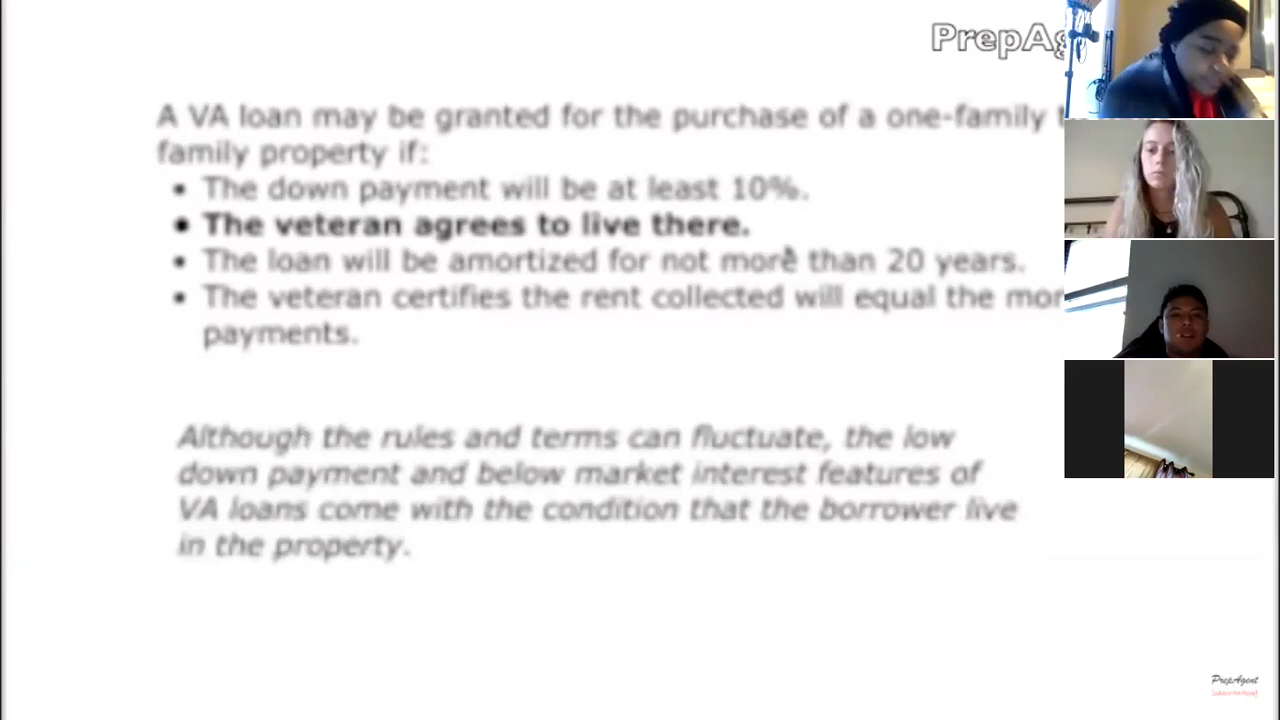 PrepAg
A VA loan may be granted for the purchase of a one-family t
family property if:
• The down payment will be at least 10%.
• The veteran agrees to live there.
• The loan will be amortized for not more than 20 years.
• The veteran certifies the rent collected will equal the mor
payments.
Although the rules and terms can fluctuate, the low
down payment and below market interest features of
VA loans come with the condition that the borrower live
in the property.
PrepAgent